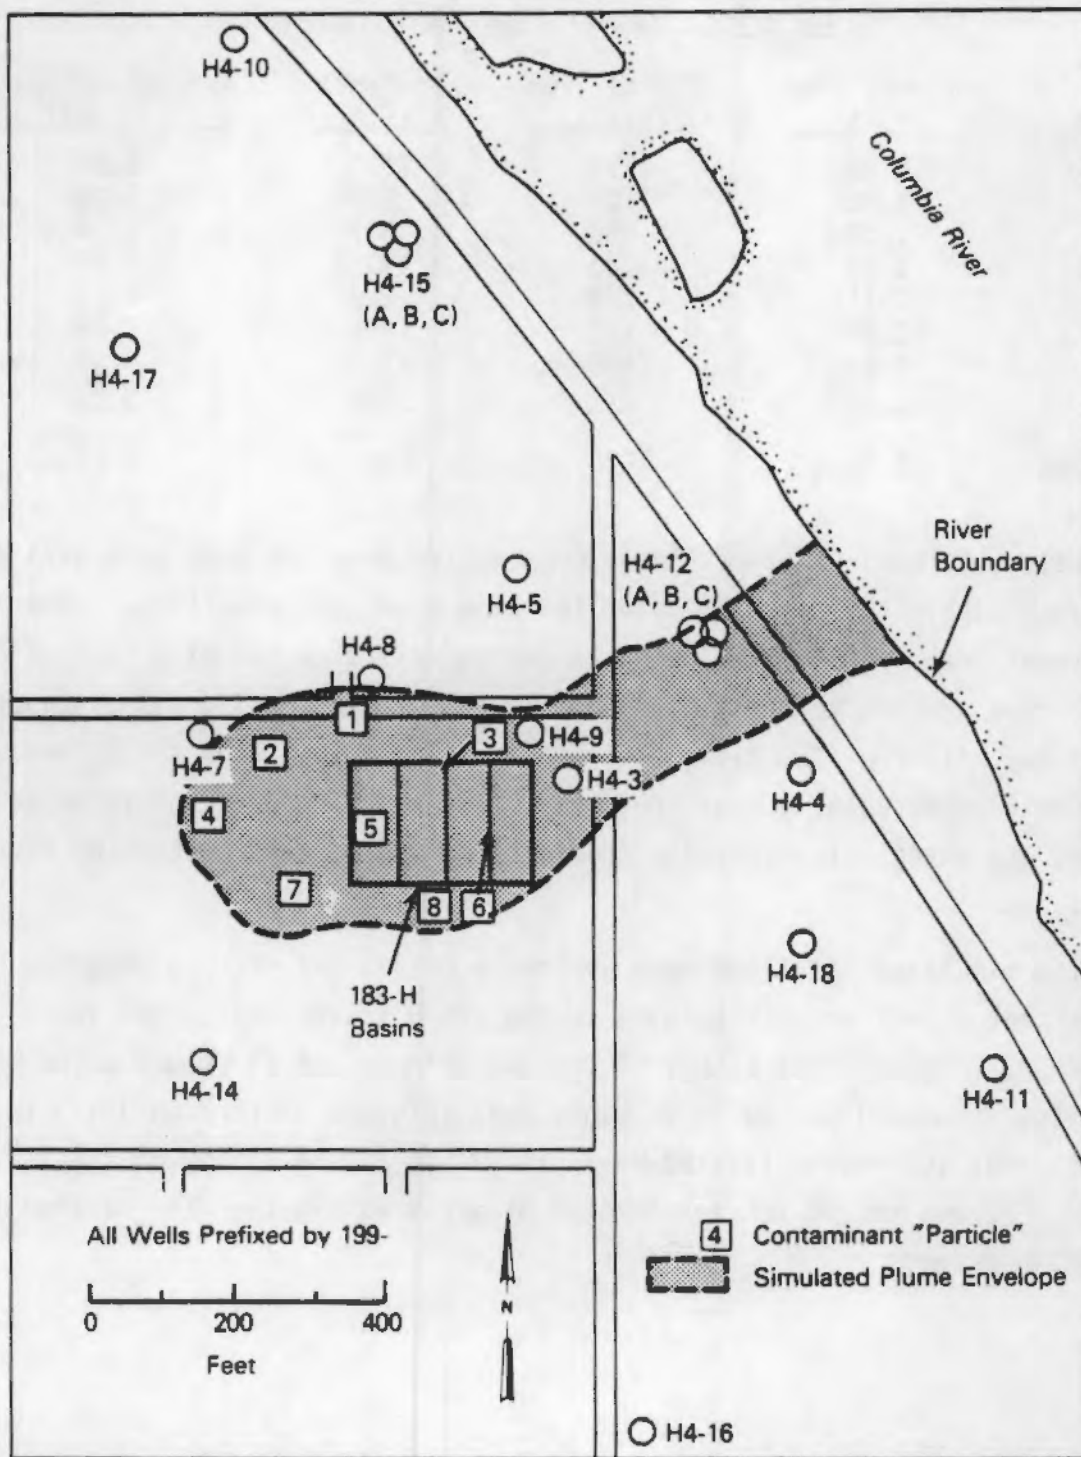 H4-10
Columbia River
H4-15
(A, B, C)
H4-17
River
Boundary
H4-12
(A, B, C)
H4-5
H4-8
1
2
3
H4-9
H4-7
H4-3
H4-4
4
5
7
8
6
183-H
Basins
H4-18
H4-14
H4-11
All Wells Prefixed by 199-
0 200 400
Feet
N
4 Contaminant "Particle"
Simulated Plume Envelope
H4-16